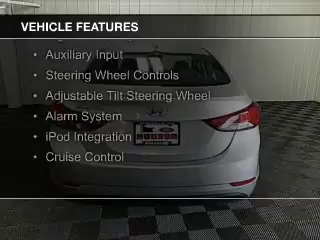 VEHICLE FEATURES
• Auxiliary Input
• Steering Wheel Controls
• Adjustable Tilt Steering Wheel
• Alarm System
• iPod Integration
• Cruise Control